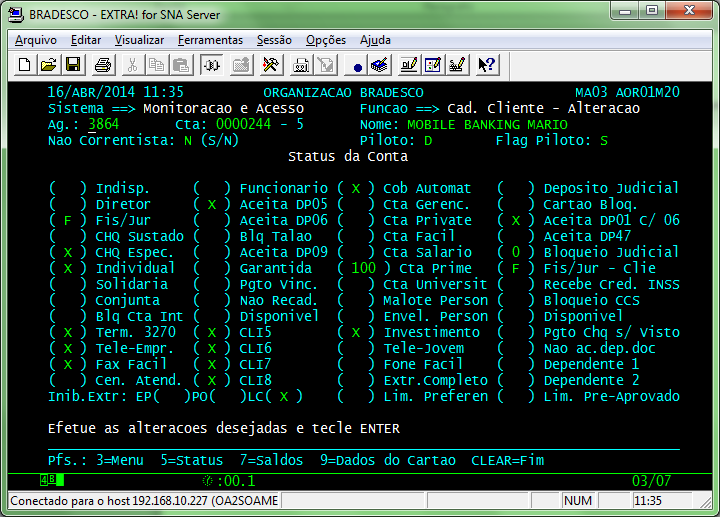 BRADESCO - EXTRA! for SNA Server
Arquivo Editar Visualizar Ferramentas Sessão Opções Ajuda
16/ABR/2014 11:35 ORGANIZACAO BRADESCO MA03 AOR01M20
Sistema ==> Monitoracao e Acesso Funcao ==> Cad. Cliente - Alteracao
Ag.: 3864 Cta: 0000244 - 5 Nome: MOBILE BANKING MARIO
Nao Correntista: N (S/N) Piloto: D Flag Piloto: S
Status da Conta
( ) Indisp. ( ) Funcionario ( X ) Cob Automat ( ) Deposito Judicial
( ) Diretor ( X ) Aceita DP05 ( ) Cta Gerenc. ( ) Cartao Bloq.
( F ) Fis/Jur ( ) Aceita DP06 ( ) Cta Private ( X ) Aceita DP01 C/ 06
( ) CHQ Sustado ( ) Blq Talao ( ) Cta Facil ( ) Aceita DP47
( X ) CHQ Espec. ( ) Aceita DP09 ( ) Cta Salario ( 0 ) Bloqueio Judicial
( X ) Individual ( ) Garantida ( 100 ) Cta Prime ( F ) Fis/Jur - Clie
( ) Solidaria ( ) Pgto Vinc. ( ) Cta Universit ( ) Recebe Cred. INSS
( ) Conjunta ( ) Nao Recad. ( ) Malote Person ( ) Bloqueio CCS
( ) Blq Cta Int ( ) Disponivel ( ) Envel. Person ( ) Disponivel
( X ) Term. 3270 ( X ) CLI5 ( X ) Investimento ( ) Pgto Chq s/ Visto
( X ) Tele-Empr. ( X ) CLI6 ( ) Tele-Jovem ( ) Nao ac.dep.doc
( X ) Fax Facil ( X ) CLI7 ( ) Fone Facil ( ) Dependente 1
( ) Cen. Atend. ( X ) CLI8 ( ) Extr.Completo ( ) Dependente 2
Inib.Extr: EP( )PO( )LC( X ) ( ) Lim. Preferen ( ) Lim. Pre-Aprovado
Efetue as alteracoes desejadas e tecle ENTER
Pfs.: 3=Menu 5=Status 7=Saldos 9=Dados do Cartao CLEAR=Fim
4B :00.1 03/07
Conectado para o host 192.168.10.227 (OA2SOAME NUM 11:35